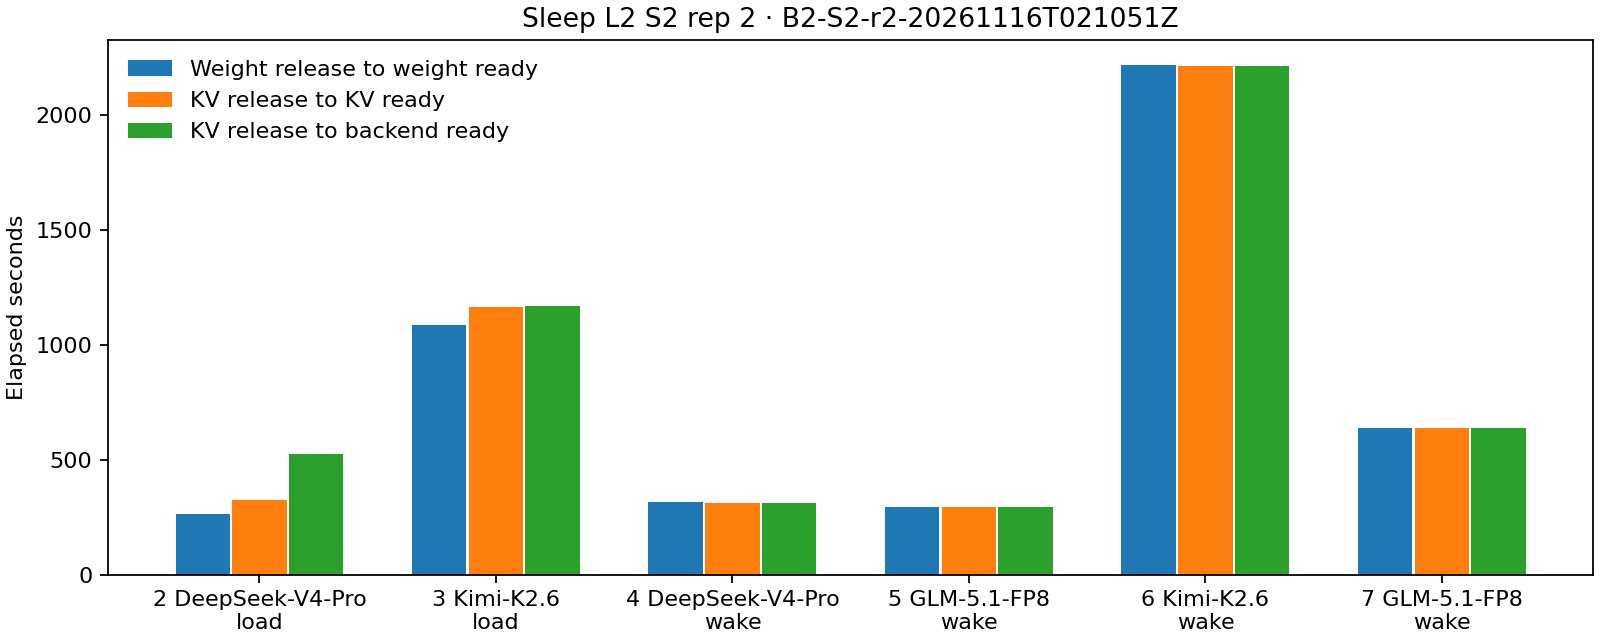 Sleep L2 S2 rep 2 · B2-S2-r2-20261116T021051Z
Weight release to weight ready
KV release to KV ready
KV release to backend ready
Elapsed seconds
2000
1500
1000
500
0
2 DeepSeek-V4-Pro
load
3 Kimi-K2.6
load
4 DeepSeek-V4-Pro
wake
5 GLM-5.1-FP8
wake
6 Kimi-K2.6
wake
7 GLM-5.1-FP8
wake